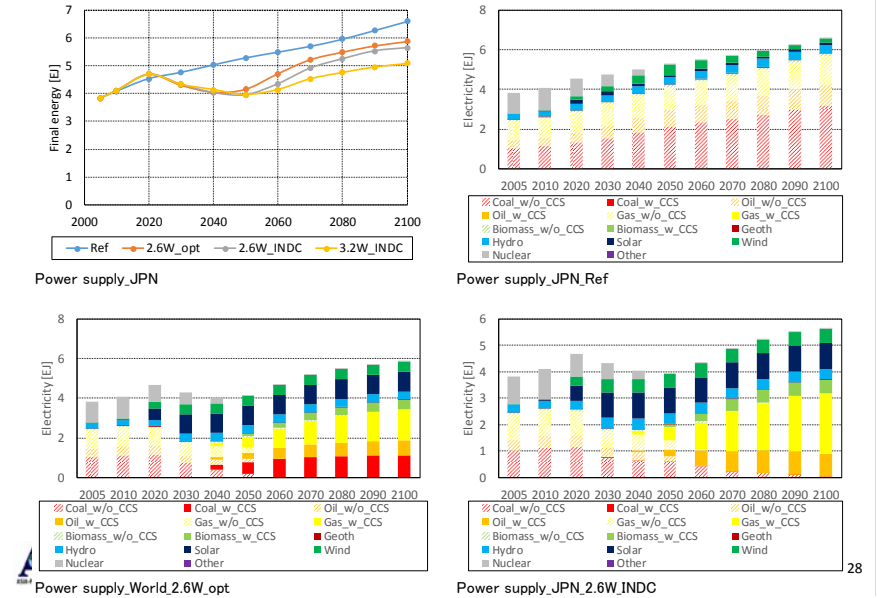 7
6
5
4
3
2
1
0
Final energy [EJ]
2000 2020 2040 2060 2080 2100
Ref 2.6W_opt 2.6W_INDC 3.2W_INDC
Power supply_JPN
8
6
4
2
0
Electricity [EJ]
2005 2010 2020 2030 2040 2050 2060 2070 2080 2090 2100
Coal_w/o_CCS Coal_w_CCS Oil_w/o_CCS
Oil_w_CCS Gas_w/o_CCS Gas_w_CCS
Biomass_w/o_CCS Biomass_w_CCS Geoth
Hydro Solar Wind
Nuclear Other
Power supply_JPN_Ref
8
6
4
2
0
Electricity [EJ]
2005 2010 2020 2030 2040 2050 2060 2070 2080 2090 2100
Coal_w/o_CCS Coal_w_CCS Oil_w/o_CCS
Oil_w_CCS Gas_w/o_CCS Gas_w_CCS
Biomass_w/o_CCS Biomass_w_CCS Geoth
Hydro Solar Wind
Nuclear Other
Power supply_World_2.6W_opt
6
5
4
3
2
1
0
Electricity [EJ]
2005 2010 2020 2030 2040 2050 2060 2070 2080 2090 2100
Coal_w/o_CCS Coal_w_CCS Oil_w/o_CCS
Oil_w_CCS Gas_w/o_CCS Gas_w_CCS
Biomass_w/o_CCS Biomass_w_CCS Geoth
Hydro Solar Wind
Nuclear Other
Power supply_JPN_2.6W_INDC
28